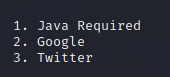 1. Java Required
2. Google
3. Twitter